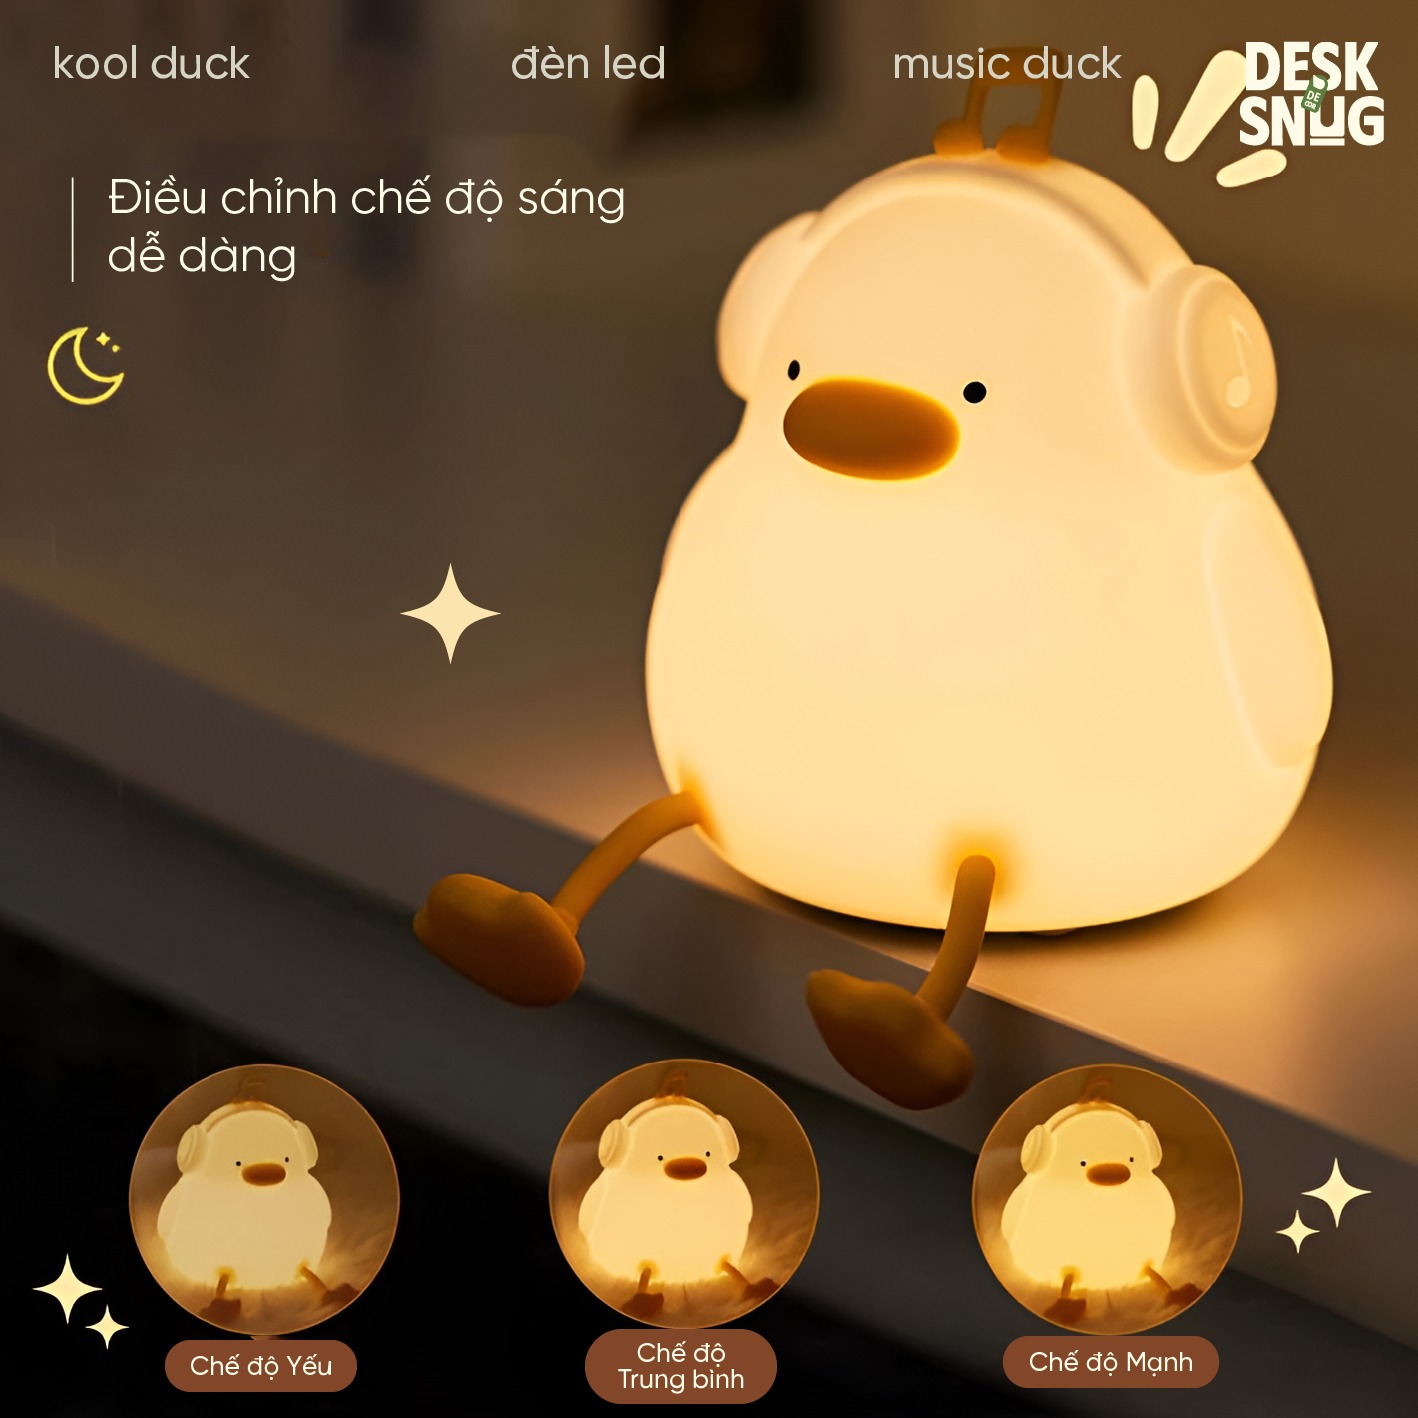 kool duck
đèn led
music duck
DESK
SNUG
DE
Điều chỉnh chế độ sáng
dễ dàng
Chế độ Yếu
Chế độ
Trung bình
Chế độ Mạnh